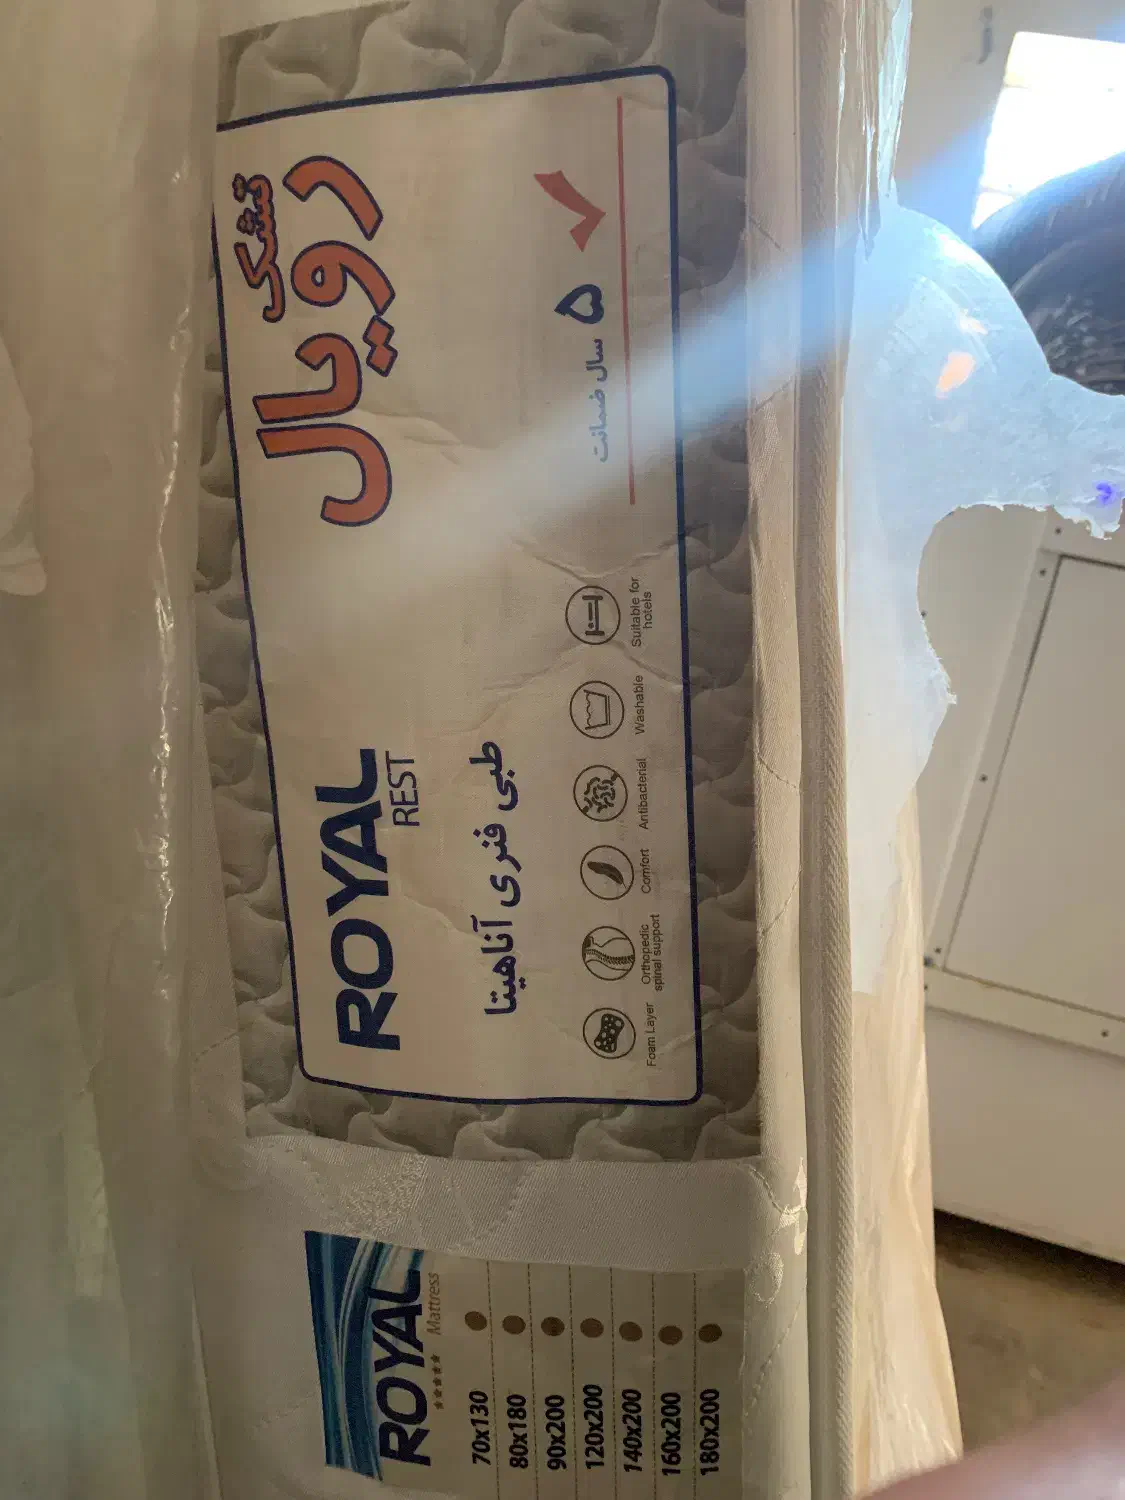 تشک
رویال
ROYAL
REST
طبی فنری آناهیتا
۵ سال ضمانت
Foam Layer
Orthopedic
spinal support
Comfort
Antibacterial
Washable
Suitable for
hotels
ROYAL
★★★★★ Mattress
70x130
80x180
90x200
120x200
140x200
160x200
180x200